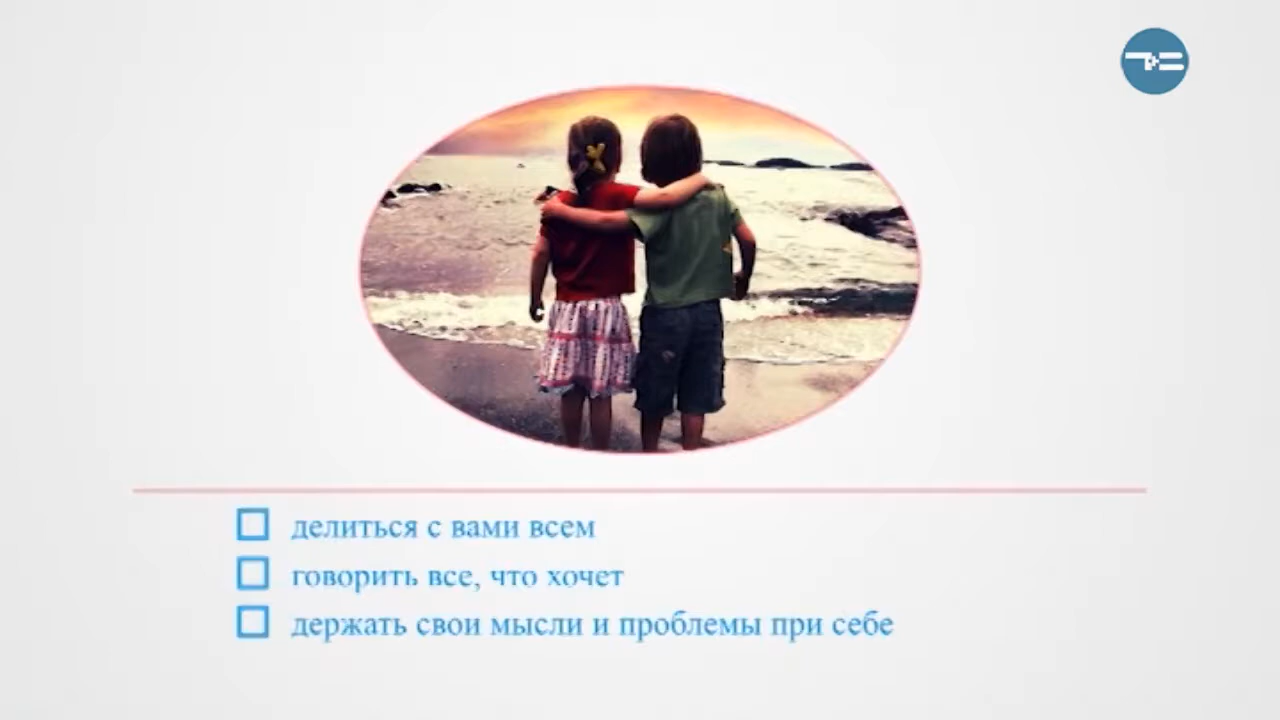 делиться с вами всем
говорить все, что хочет
держать свои мысли и проблемы при себе